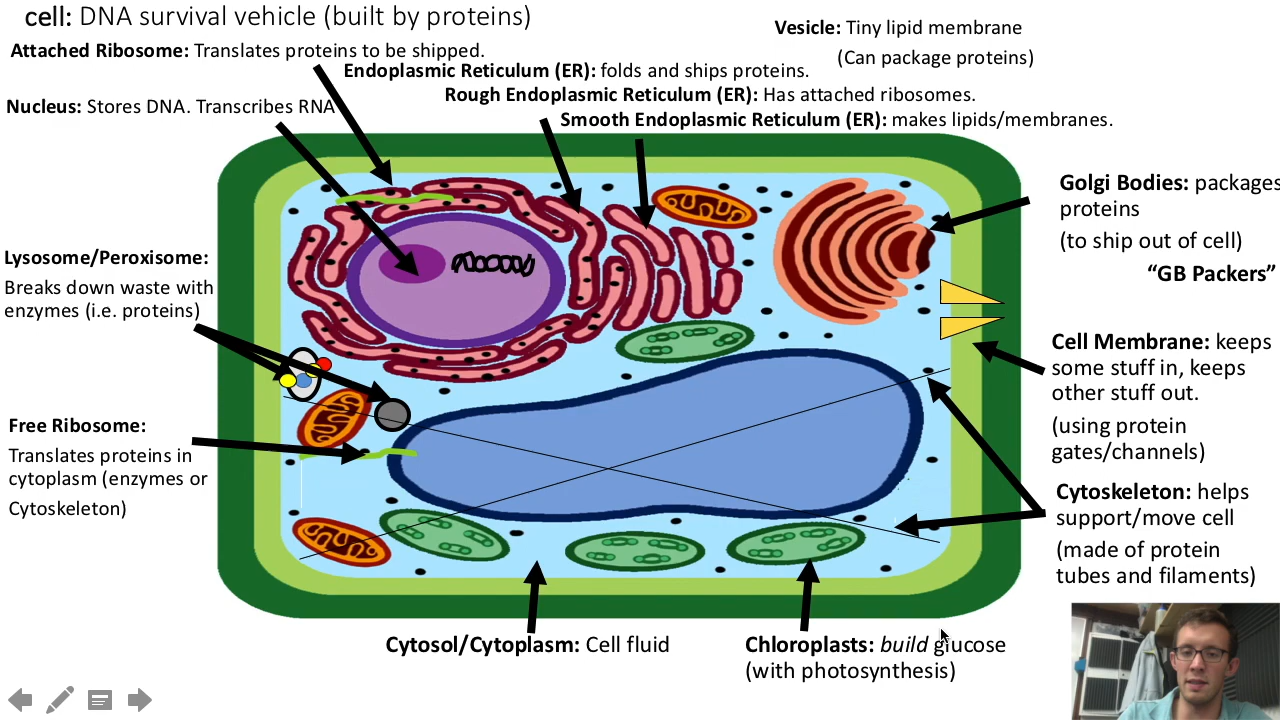 cell: DNA survival vehicle (built by proteins)
Vesicle: Tiny lipid membrane
(Can package proteins)
Attached Ribosome: Translates proteins to be shipped.
Endoplasmic Reticulum (ER): folds and ships proteins.
Rough Endoplasmic Reticulum (ER): Has attached ribosomes.
Nucleus: Stores DNA. Transcribes RNA
Smooth Endoplasmic Reticulum (ER): makes lipids/membranes.
Golgi Bodies: packages
proteins
(to ship out of cell)
“GB Packers”
Lysosome/Peroxisome:
Breaks down waste with
enzymes (i.e. proteins)
Cell Membrane: keeps
some stuff in, keeps
other stuff out.
(using protein
gates/channels)
Free Ribosome:
Translates proteins in
cytoplasm (enzymes or
Cytoskeleton)
Cytoskeleton: helps
support/move cell
(made of protein
tubes and filaments)
Cytosol/Cytoplasm: Cell fluid
Chloroplasts: build glucose
(with photosynthesis)